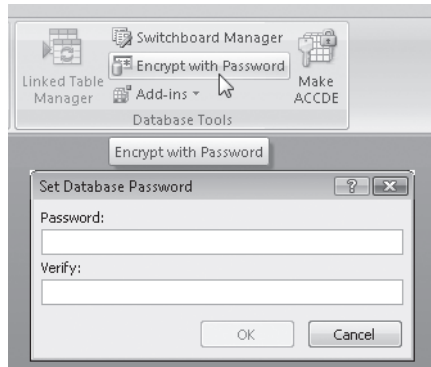 Switchboard Manager
Encrypt with Password
Linked Table
Manager
Add-ins
Make
ACCDE
Database Tools
Encrypt with Password
Set Database Password
?
Password:
Verify:
OK
Cancel